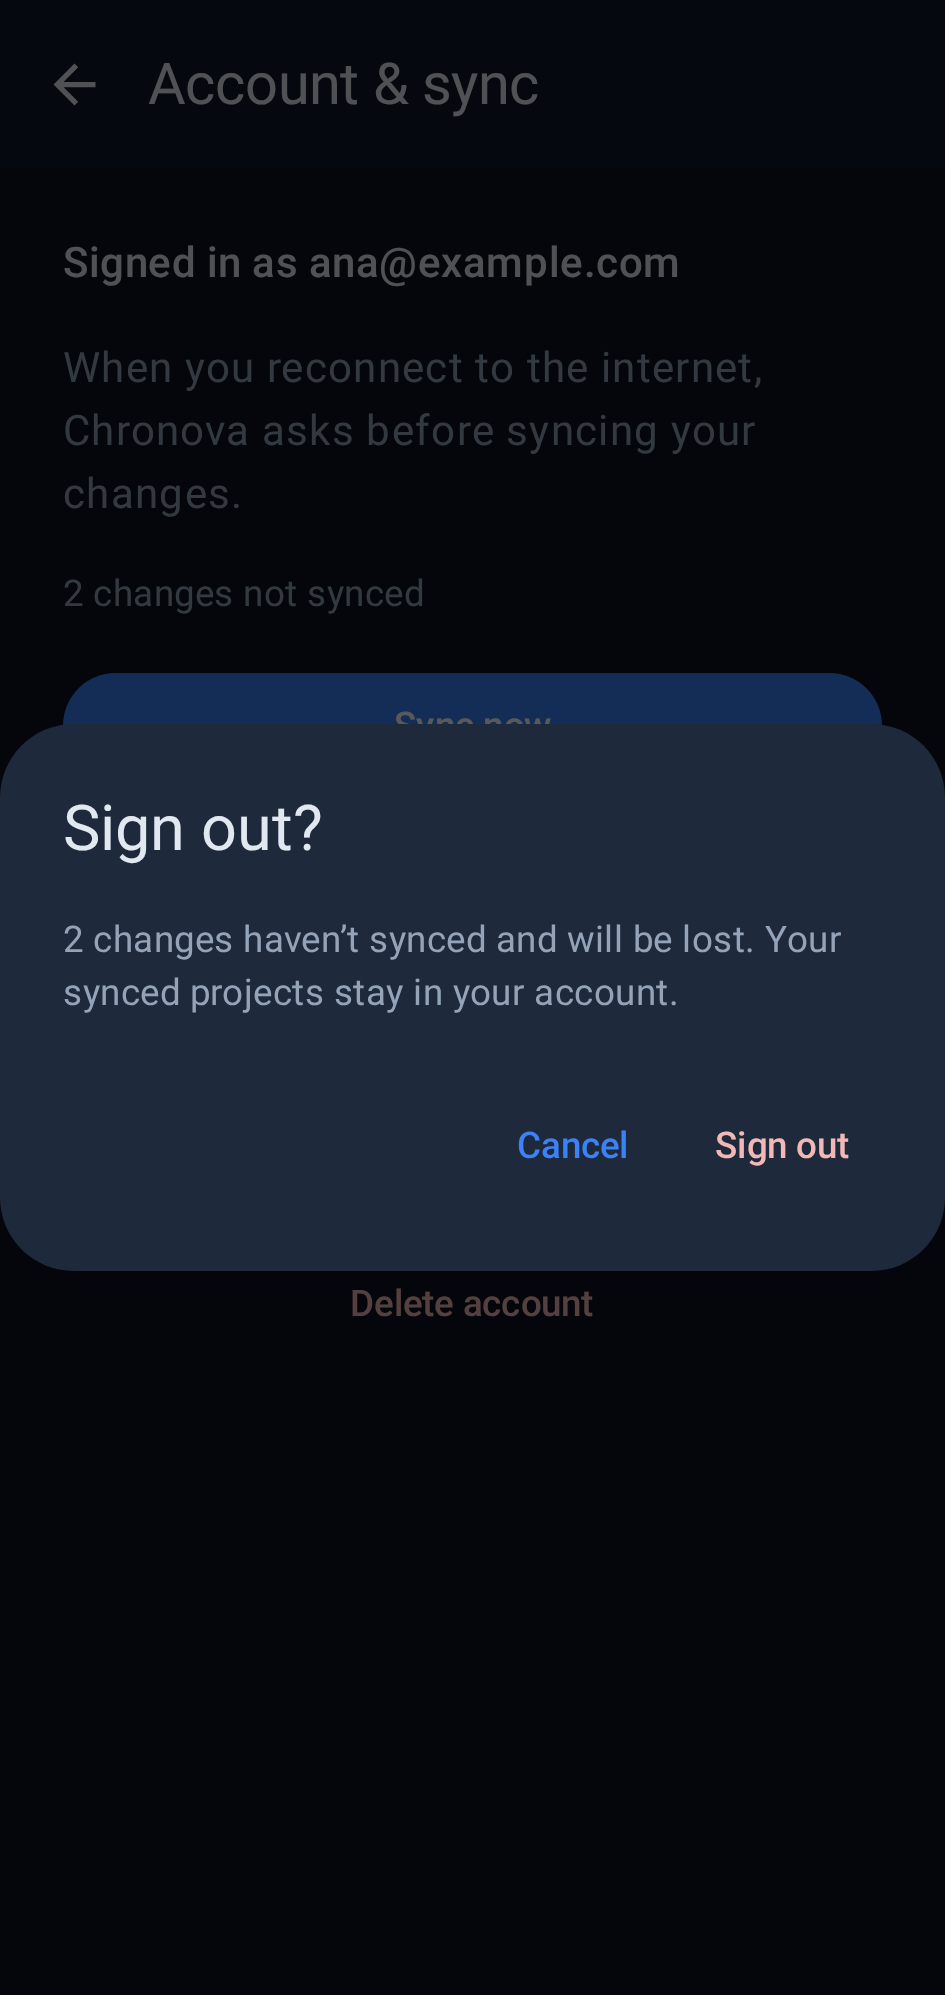 Account & sync
Signed in as ana@example.com
When you reconnect to the internet,
Chronova asks before syncing your
changes.
2 changes not synced
Sync now
Sign out?
2 changes haven’t synced and will be lost. Your
synced projects stay in your account.
Cancel
Sign out
Delete account